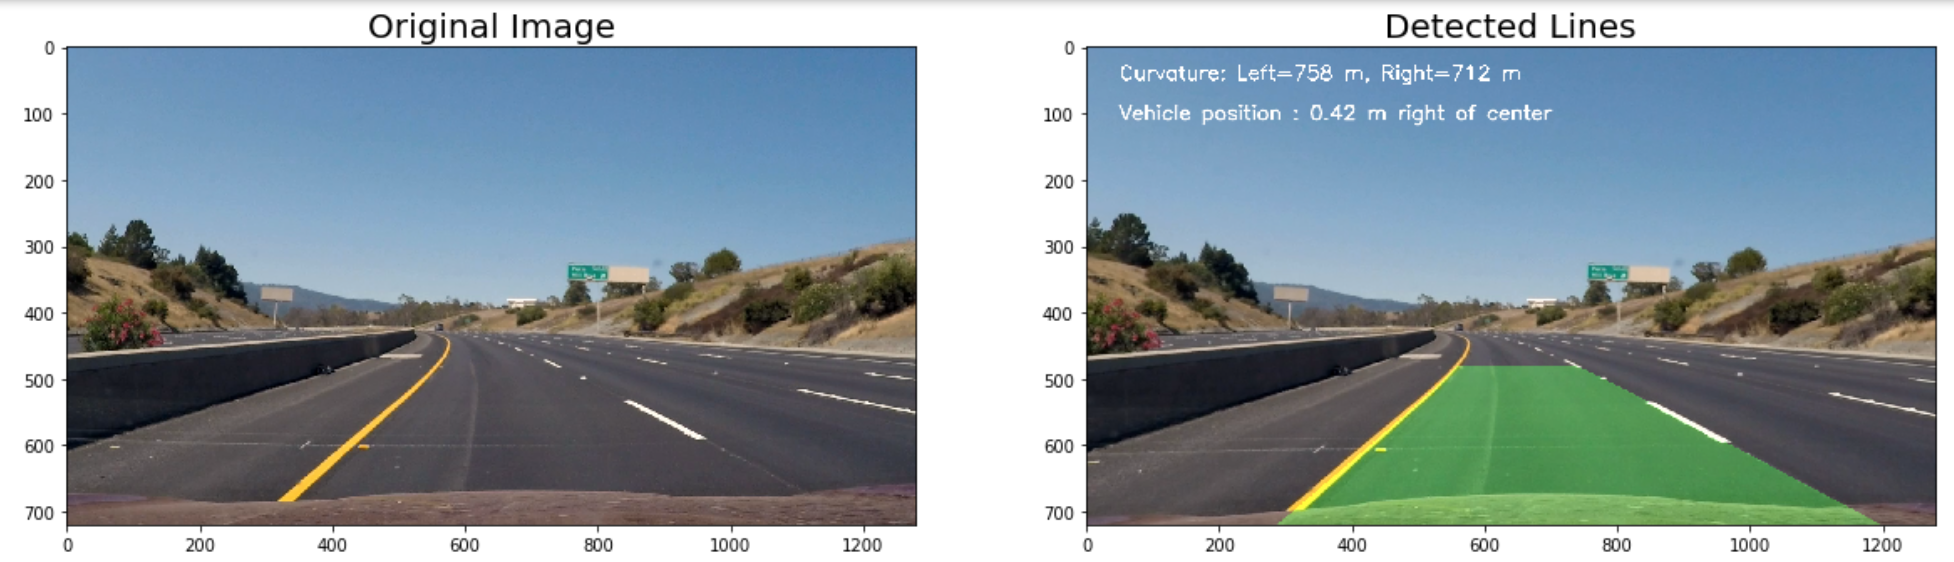 Original Image
0
100
200
300
400
500
600
700
0 200 400 600 800 1000 1200
Detected Lines
Curvature: Left=758 m, Right=712 m
Vehicle position : 0.42 m right of center
0
100
200
300
400
500
600
700
0 200 400 600 800 1000 1200